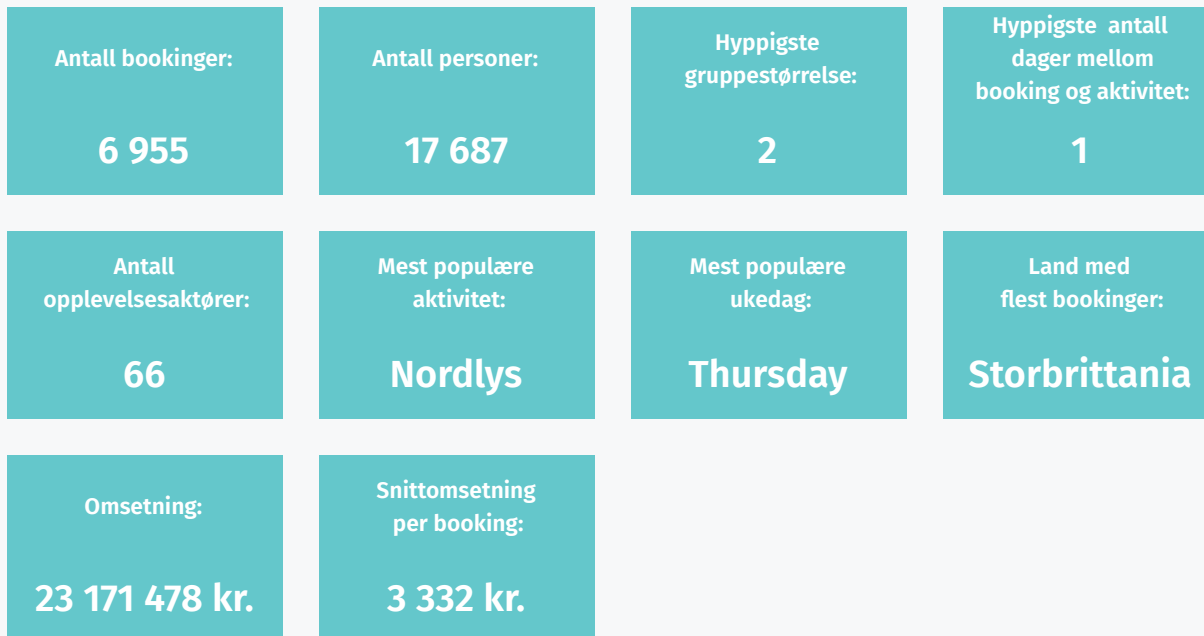 Antall bookinger:
6 955
Antall personer:
17 687
Hyppigste
gruppestørrelse:
2
Hyppigste antall
dager mellom
booking og aktivitet:
1
Antall
opplevelsesaktører:
66
Mest populære
aktivitet:
Nordlys
Mest populære
ukedag:
Thursday
Land med
flest bookinger:
Storbrittania
Omsetning:
23 171 478 kr.
Snittomsetning
per booking:
3 332 kr.